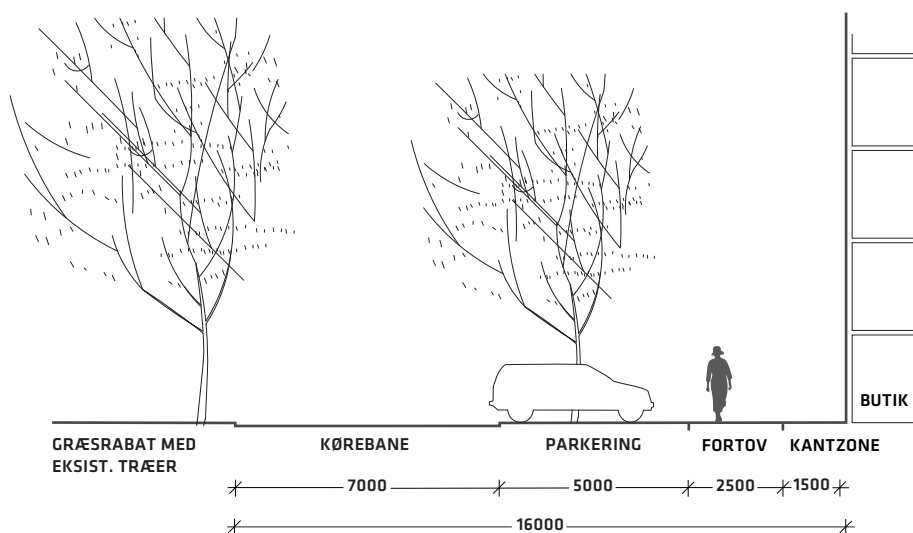 BUTIK
GRÆSRABAT MED
EKSIST. TRÆER
KØREBANE
PARKERING
FORTOV
KANTZONE
7000
5000
2500
1500
16000